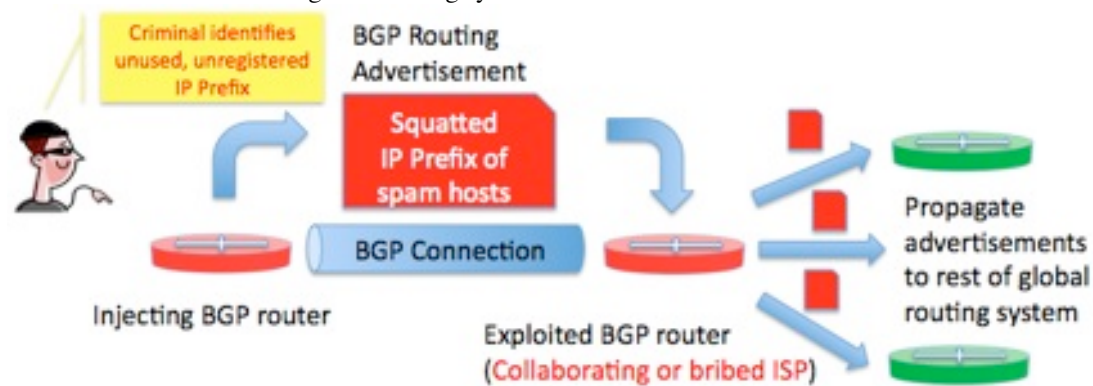 Criminal identifies
unused, unregistered
IP Prefix
BGP Routing
Advertisement
Squatted
IP Prefix of
spam hosts
BGP Connection
Injecting BGP router
Exploited BGP router
(Collaborating or bribed ISP)
Propagate
advertisements
to rest of global
routing system